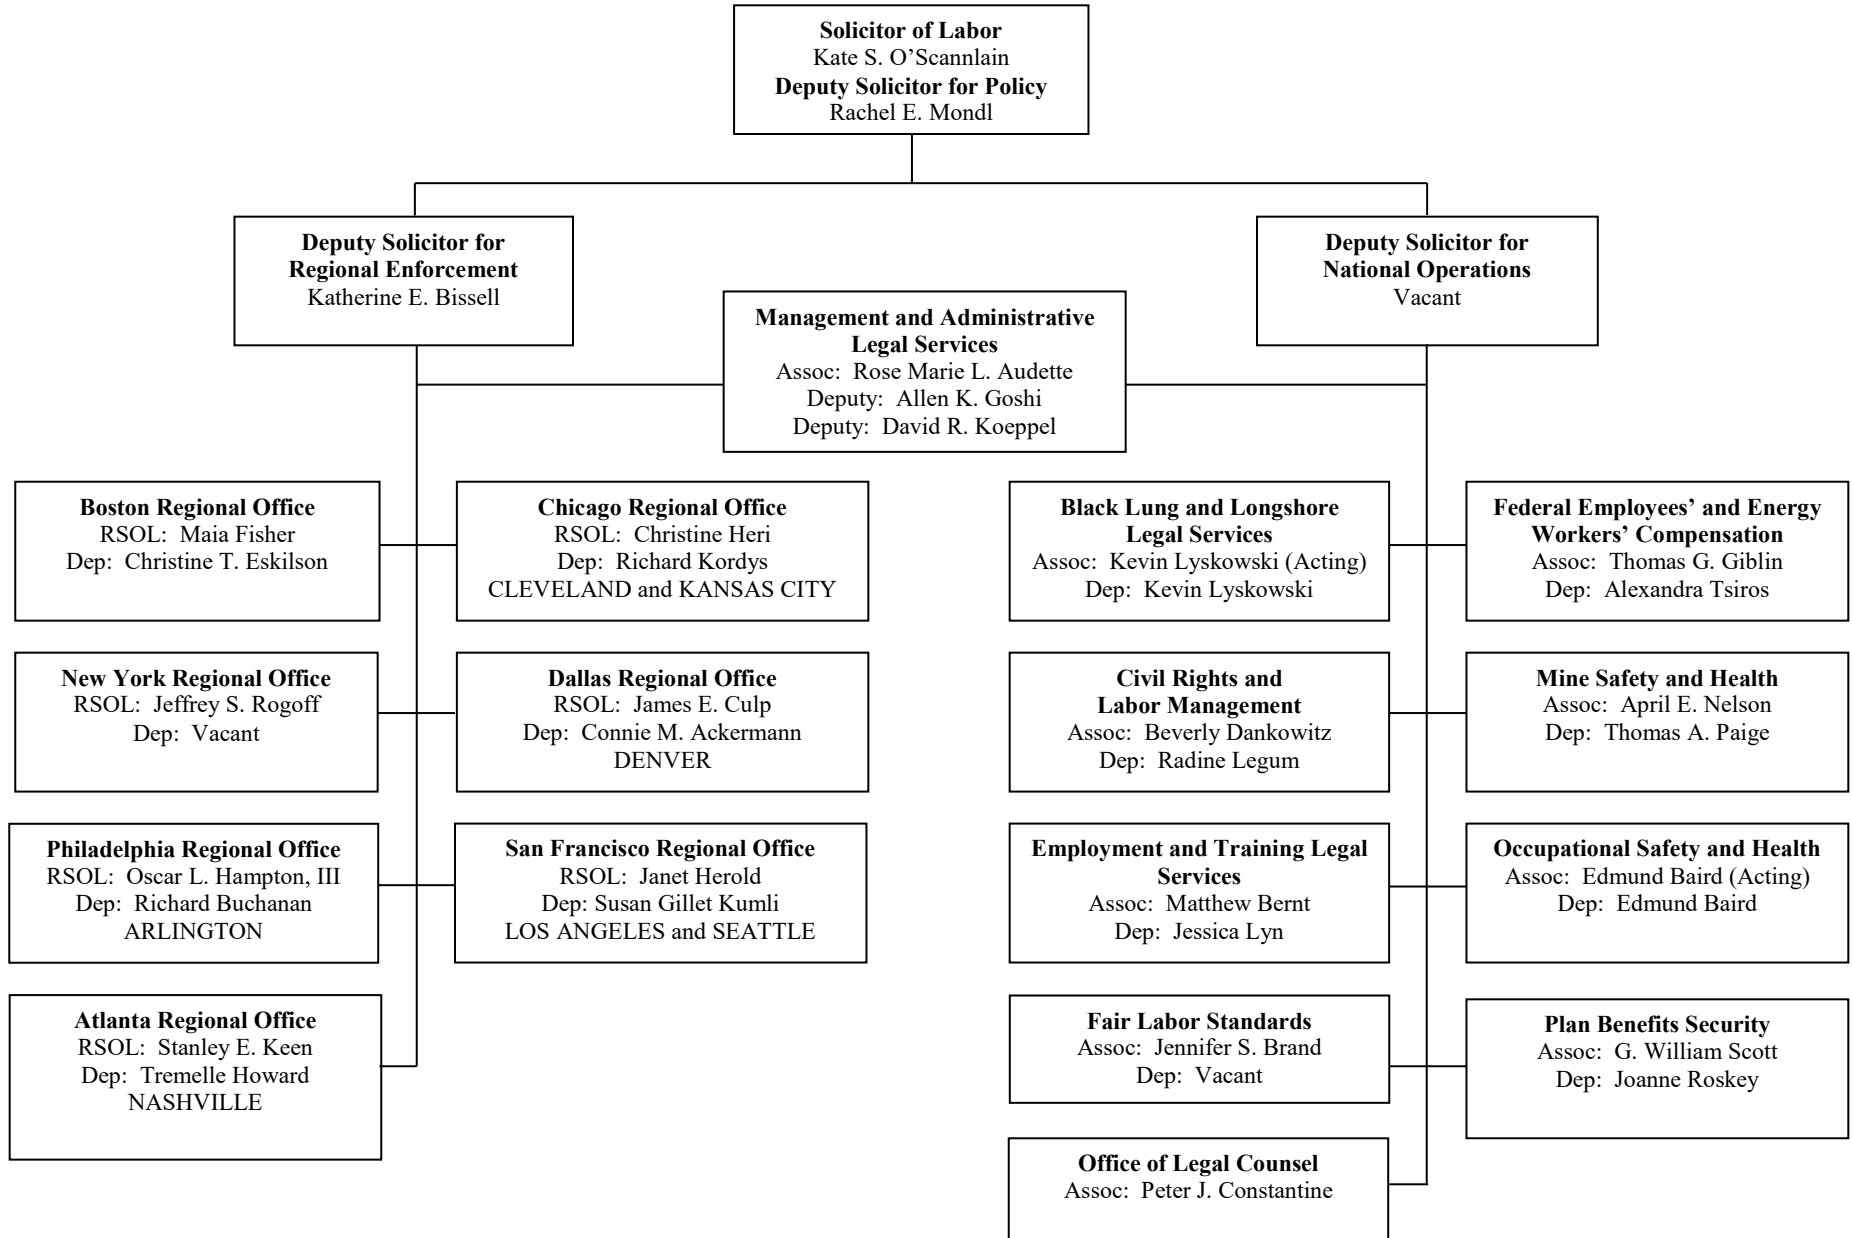 Solicitor of Labor
Kate S. O’Scannlain
Deputy Solicitor for Policy
Rachel E. Mondl
Deputy Solicitor for
Regional Enforcement
Katherine E. Bissell
Deputy Solicitor for
National Operations
Vacant
Management and Administrative
Legal Services
Assoc: Rose Marie L. Audette
Deputy: Allen K. Goshi
Deputy: David R. Koeppel
Boston Regional Office
RSOL: Maia Fisher
Dep: Christine T. Eskilson
Chicago Regional Office
RSOL: Christine Heri
Dep: Richard Kordys
CLEVELAND and KANSAS CITY
Black Lung and Longshore
Legal Services
Assoc: Kevin Lyskowski (Acting)
Dep: Kevin Lyskowski
Federal Employees’ and Energy
Workers’ Compensation
Assoc: Thomas G. Giblin
Dep: Alexandra Tsiros
New York Regional Office
RSOL: Jeffrey S. Rogoff
Dep: Vacant
Dallas Regional Office
RSOL: James E. Culp
Dep: Connie M. Ackermann
DENVER
Civil Rights and
Labor Management
Assoc: Beverly Dankowitz
Dep: Radine Legum
Mine Safety and Health
Assoc: April E. Nelson
Dep: Thomas A. Paige
Philadelphia Regional Office
RSOL: Oscar L. Hampton, III
Dep: Richard Buchanan
ARLINGTON
San Francisco Regional Office
RSOL: Janet Herold
Dep: Susan Gillet Kumli
LOS ANGELES and SEATTLE
Employment and Training Legal
Services
Assoc: Matthew Bernt
Dep: Jessica Lyn
Occupational Safety and Health
Assoc: Edmund Baird (Acting)
Dep: Edmund Baird
Atlanta Regional Office
RSOL: Stanley E. Keen
Dep: Tremelle Howard
NASHVILLE
Fair Labor Standards
Assoc: Jennifer S. Brand
Dep: Vacant
Plan Benefits Security
Assoc: G. William Scott
Dep: Joanne Roskey
Office of Legal Counsel
Assoc: Peter J. Constantine